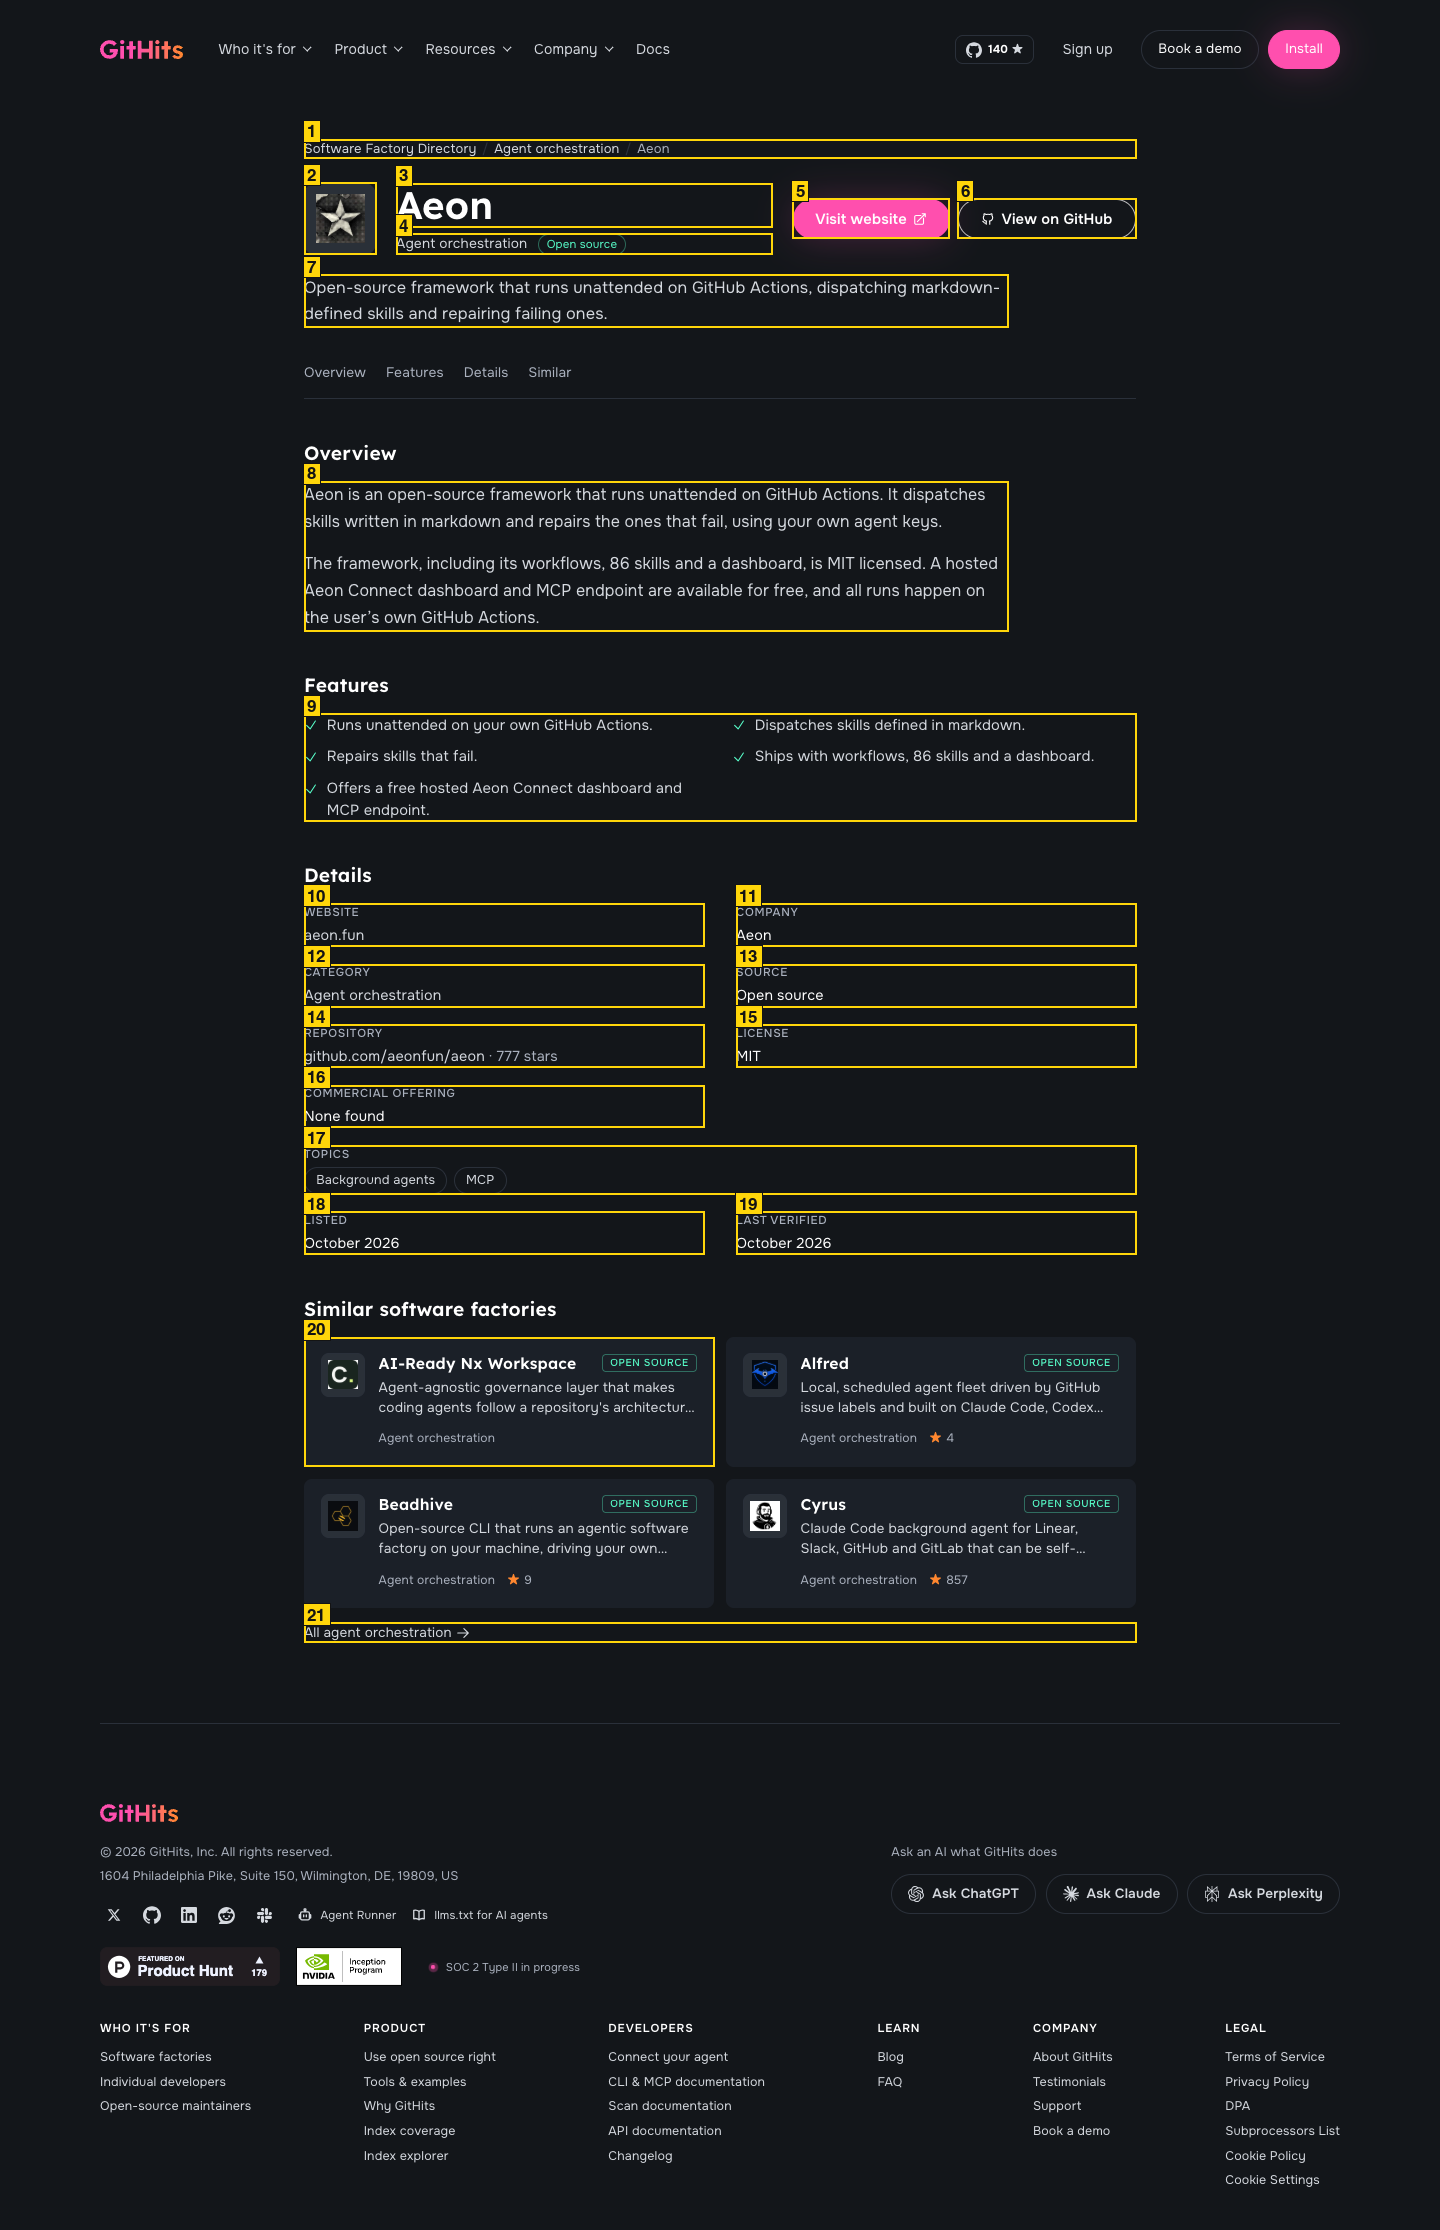 GitHits
Who it's for
Product
Resources
Company
Docs
140
Sign up
Book a demo
Install
1
Software Factory Directory / Agent orchestration / Aeon
2
3
Aeon
4
Agent orchestration
Open source
5
Visit website
6
View on GitHub
7
Open-source framework that runs unattended on GitHub Actions, dispatching markdown-
defined skills and repairing failing ones.
Overview
Features
Details
Similar
Overview
8
Aeon is an open-source framework that runs unattended on GitHub Actions. It dispatches
skills written in markdown and repairs the ones that fail, using your own agent keys.
The framework, including its workflows, 86 skills and a dashboard, is MIT licensed. A hosted
Aeon Connect dashboard and MCP endpoint are available for free, and all runs happen on
the user’s own GitHub Actions.
Features
9
Runs unattended on your own GitHub Actions.
Dispatches skills defined in markdown.
Repairs skills that fail.
Ships with workflows, 86 skills and a dashboard.
Offers a free hosted Aeon Connect dashboard and
MCP endpoint.
Details
10
WEBSITE
aeon.fun
11
COMPANY
Aeon
12
CATEGORY
Agent orchestration
13
SOURCE
Open source
14
REPOSITORY
github.com/aeonfun/aeon · 777 stars
15
LICENSE
MIT
16
COMMERCIAL OFFERING
None found
17
TOPICS
Background agents
MCP
18
LISTED
October 2026
19
LAST VERIFIED
October 2026
Similar software factories
20
C.
AI-Ready Nx Workspace
OPEN SOURCE
Agent-agnostic governance layer that makes
coding agents follow a repository's architectur...
Agent orchestration
Alfred
OPEN SOURCE
Local, scheduled agent fleet driven by GitHub
issue labels and built on Claude Code, Codex...
Agent orchestration
4
Beadhive
OPEN SOURCE
Open-source CLI that runs an agentic software
factory on your machine, driving your own...
Agent orchestration
9
Cyrus
OPEN SOURCE
Claude Code background agent for Linear,
Slack, GitHub and GitLab that can be self-...
Agent orchestration
857
21
All agent orchestration →
GitHits
© 2026 GitHits, Inc. All rights reserved.
1604 Philadelphia Pike, Suite 150, Wilmington, DE, 19809, US
Ask an AI what GitHits does
Ask ChatGPT
Ask Claude
Ask Perplexity
Agent Runner
llms.txt for AI agents
FEATURED ON
Product Hunt
179
NVIDIA
Inception
Program
SOC 2 Type II in progress
WHO IT'S FOR
Software factories
Individual developers
Open-source maintainers
PRODUCT
Use open source right
Tools & examples
Why GitHits
Index coverage
Index explorer
DEVELOPERS
Connect your agent
CLI & MCP documentation
Scan documentation
API documentation
Changelog
LEARN
Blog
FAQ
COMPANY
About GitHits
Testimonials
Support
Book a demo
LEGAL
Terms of Service
Privacy Policy
DPA
Subprocessors List
Cookie Policy
Cookie Settings